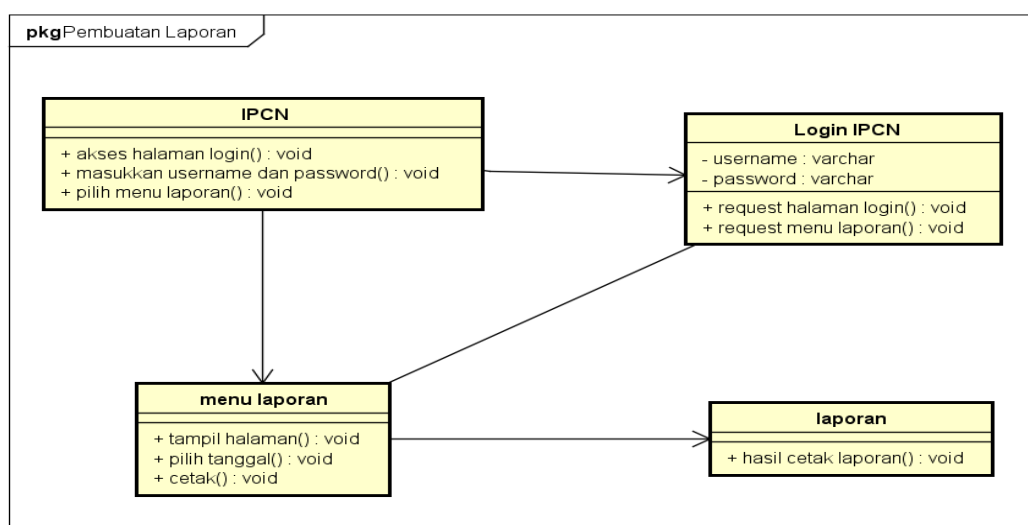 pkg Pembuatan Laporan
IPCN
+ akses halaman login() : void
+ masukkan username dan password() : void
+ pilih menu laporan() : void
Login IPCN
- username : varchar
- password : varchar
+ request halaman login() : void
+ request menu laporan() : void
menu laporan
+ tampil halaman() : void
+ pilih tanggal() : void
+ cetak() : void
laporan
+ hasil cetak laporan() : void